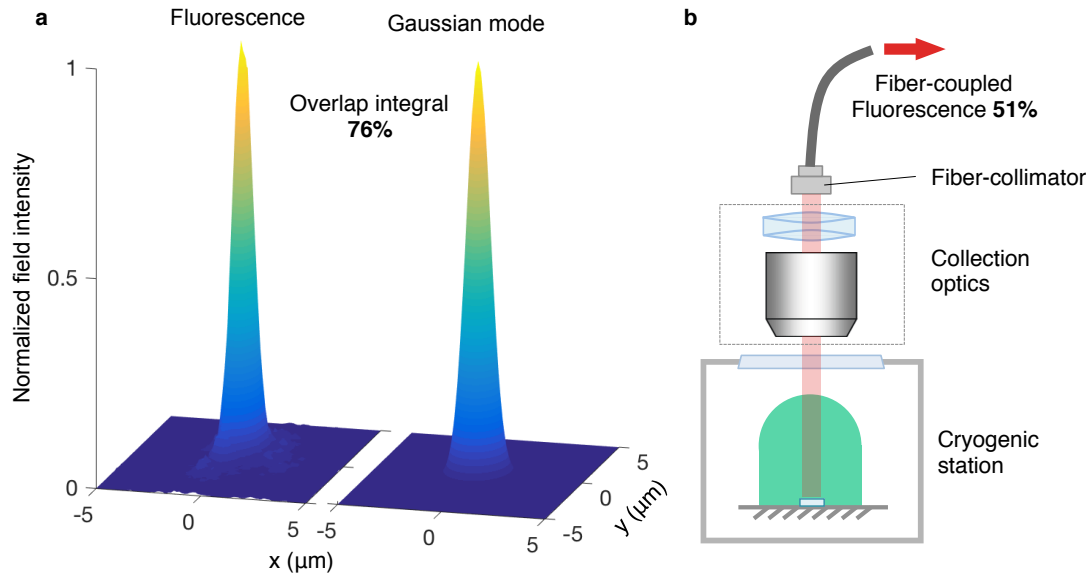 a
Fluorescence
Gaussian mode
Overlap integral
76%
Normalized field intensity
1
0.5
0
-5
0
5
x (µm)
-5
0
5
-5
0
5
y (µm)
b
Fiber-coupled
Fluorescence 51%
Fiber-collimator
Collection
optics
Cryogenic
station